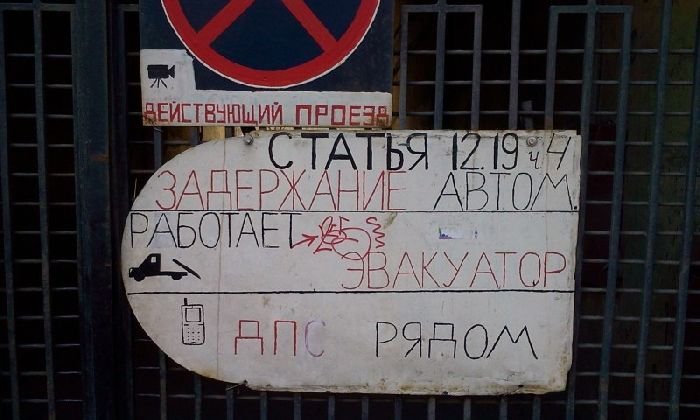 ДЕЙСТВУЮЩИЙ ПРОЕЗД
СТАТЬЯ 12.19 ч 4
ЗАДЕРЖАНИЕ АВТОМ.
РАБОТАЕТ
ЭВАКУАТОР
ДПС РЯДОМ